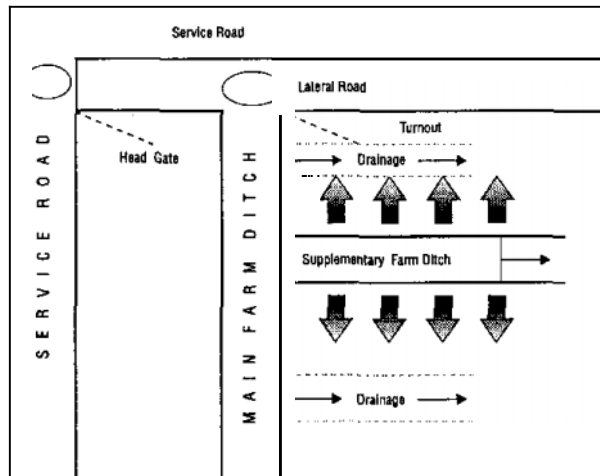 Service Road
Lateral Road
Turnout
Drainage
Head Gate
SERVICE ROAD
MAIN FARM DITCH
Supplementary Farm Ditch
Drainage